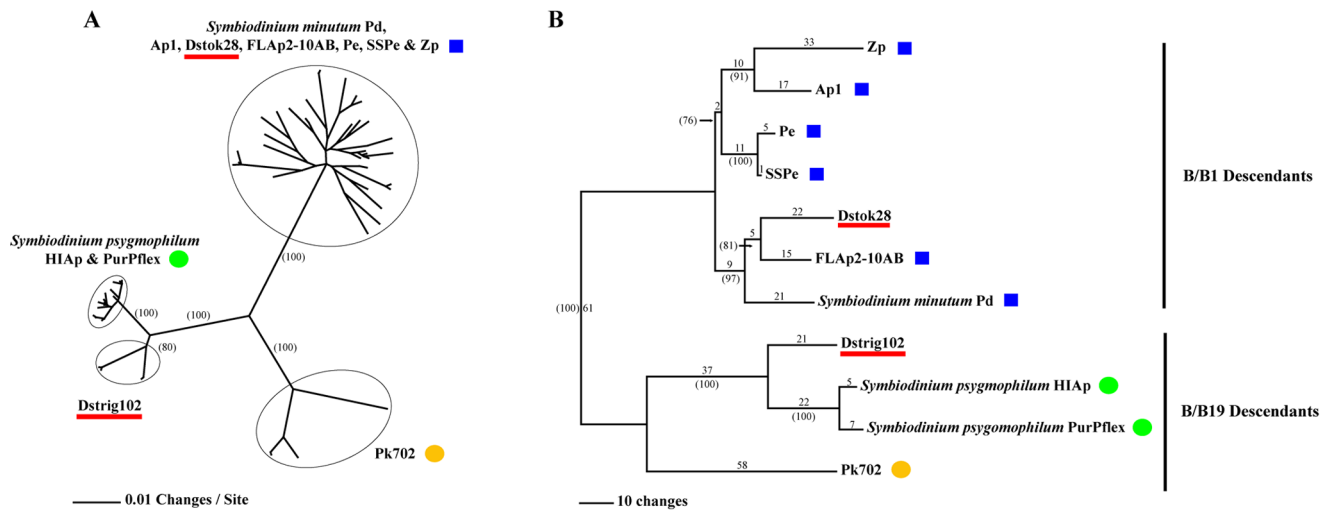 A
Symbiodinium minutum Pd,
Ap1, Dstok28, FLAp2-10AB, Pe, SSPe & Zp
(100)
Symbiodinium psygmophilum
HIAp & PurPflex
(100)
(100)
(80)
(100)
Dstrig102
Pk702
0.01 Changes / Site
B
33
Zp
10
(91)
17
Ap1
2
(76)
5
Pe
11
(100)
1
SSPe
22
Dstok28
5
(81)
15
FLAp2-10AB
9
(97)
21
Symbiodinium minutum Pd
B/B1 Descendants
(100)
61
21
Dstrig102
37
(100)
5
Symbiodinium psygmophilum HIAp
22
(100)
7
Symbiodinium psygomophilum PurPflex
58
Pk702
B/B19 Descendants
10 changes